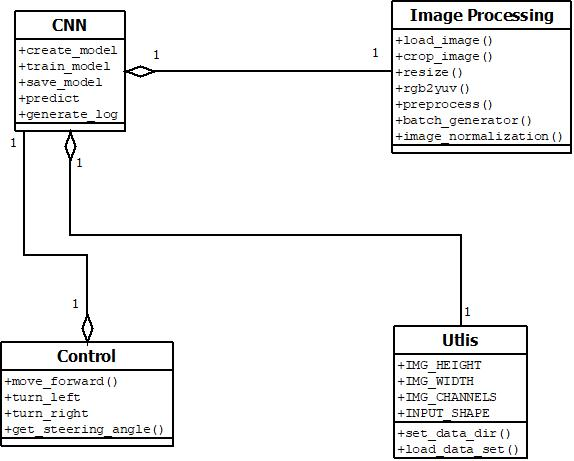 CNN
+create_model
+train_model
+save_model
+predict
+generate_log
1
1
Image Processing
+load_image()
+crop_image()
+resize()
+rgb2yuv()
+preprocess()
+batch_generator()
+image_normalization()
1
1
1
1
Control
+move_forward()
+turn_left
+turn_right
+get_steering_angle()
Utlis
+IMG_HEIGHT
+IMG_WIDTH
+IMG_CHANNELS
+INPUT_SHAPE
+set_data_dir()
+load_data_set()